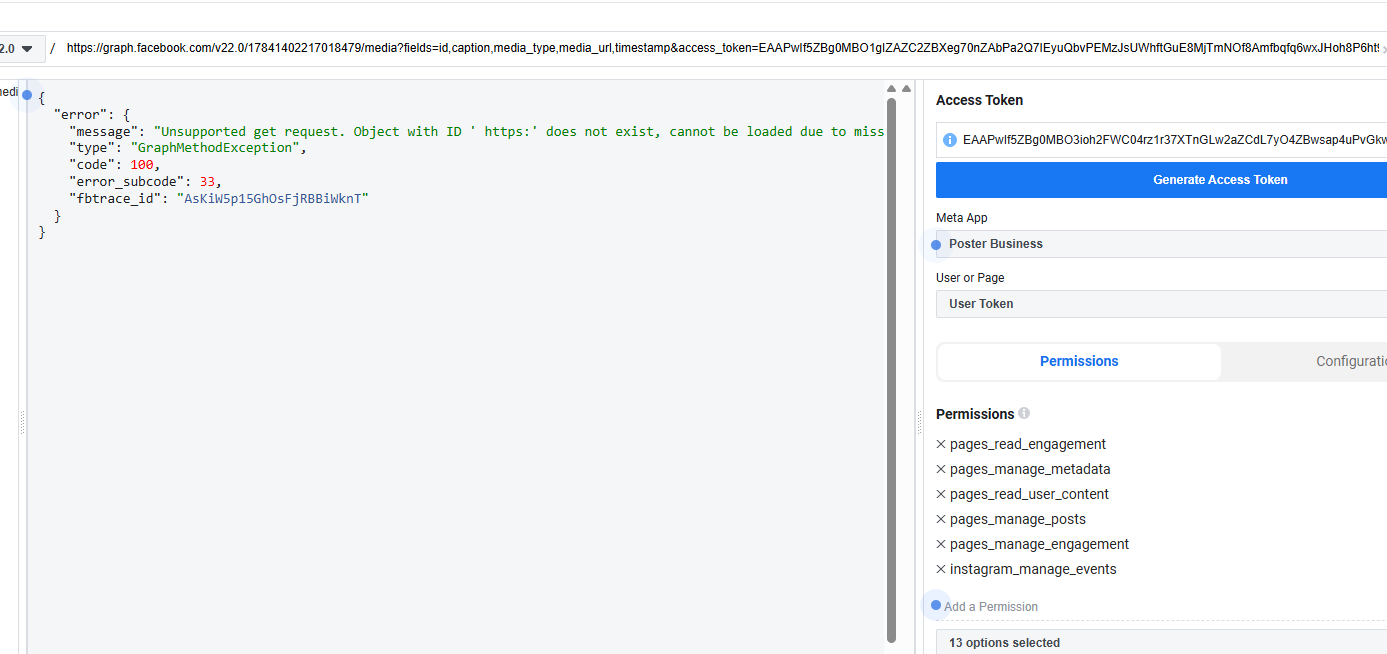 2.0 / https://graph.facebook.com/v22.0/17841402217018479/media?fields=id,caption,media_type,media_url,timestamp&access_token=
edi
{
"error": {
"message": "Unsupported get request. Object with ID ' https:' does not exist, cannot be loaded due to miss
"type": "GraphMethodException",
"code": 100,
"error_subcode": 33,
"fbtrace_id": "AsKiW5p15GhOsFjRBBiWknT"
}
}
Access Token
Generate Access Token
Meta App
Poster Business
User or Page
User Token
Permissions
Configuratio
Permissions
pages_read_engagement
pages_manage_metadata
pages_read_user_content
pages_manage_posts
pages_manage_engagement
instagram_manage_events
Add a Permission
13 options selected